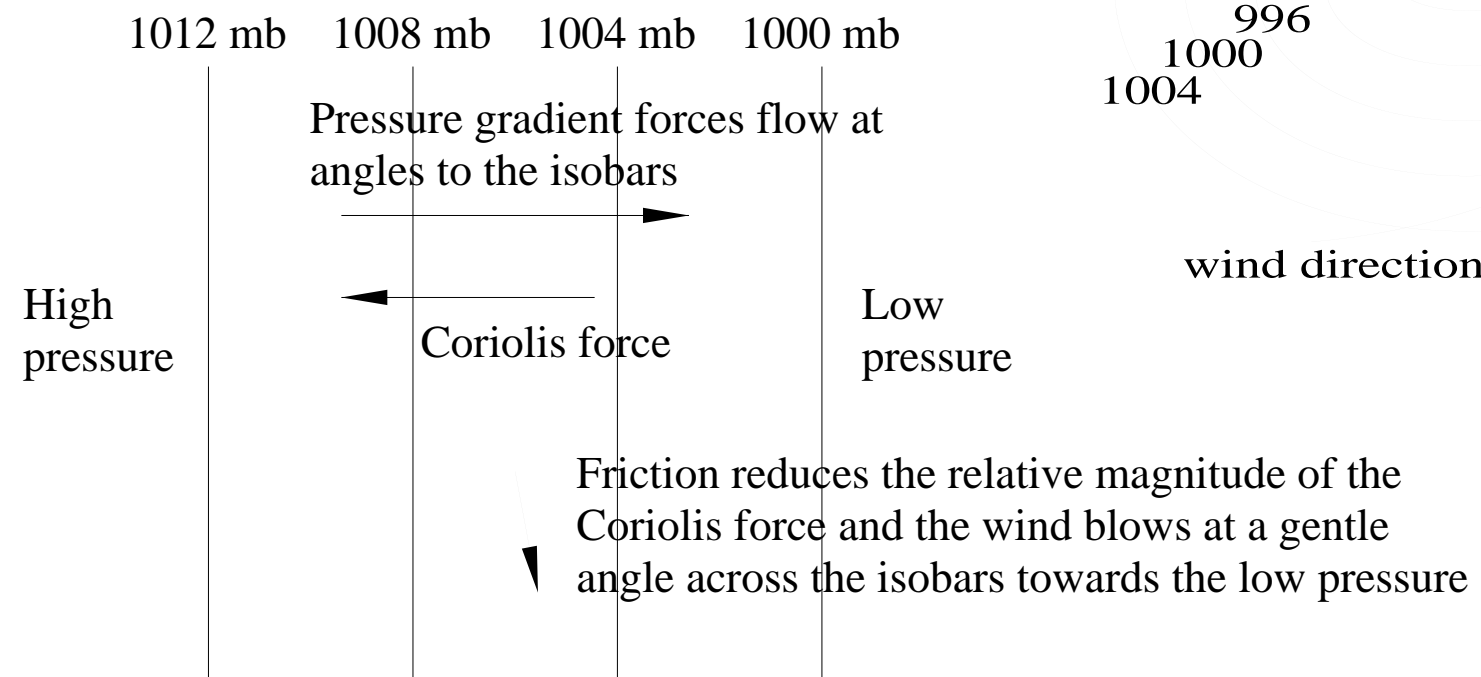 1012 mb 1008 mb 1004 mb 1000 mb
996
1000
1004
Pressure gradient forces flow at
angles to the isobars
wind direction
High
pressure
Coriolis force
Low
pressure
Friction reduces the relative magnitude of the
Coriolis force and the wind blows at a gentle
angle across the isobars towards the low pressure